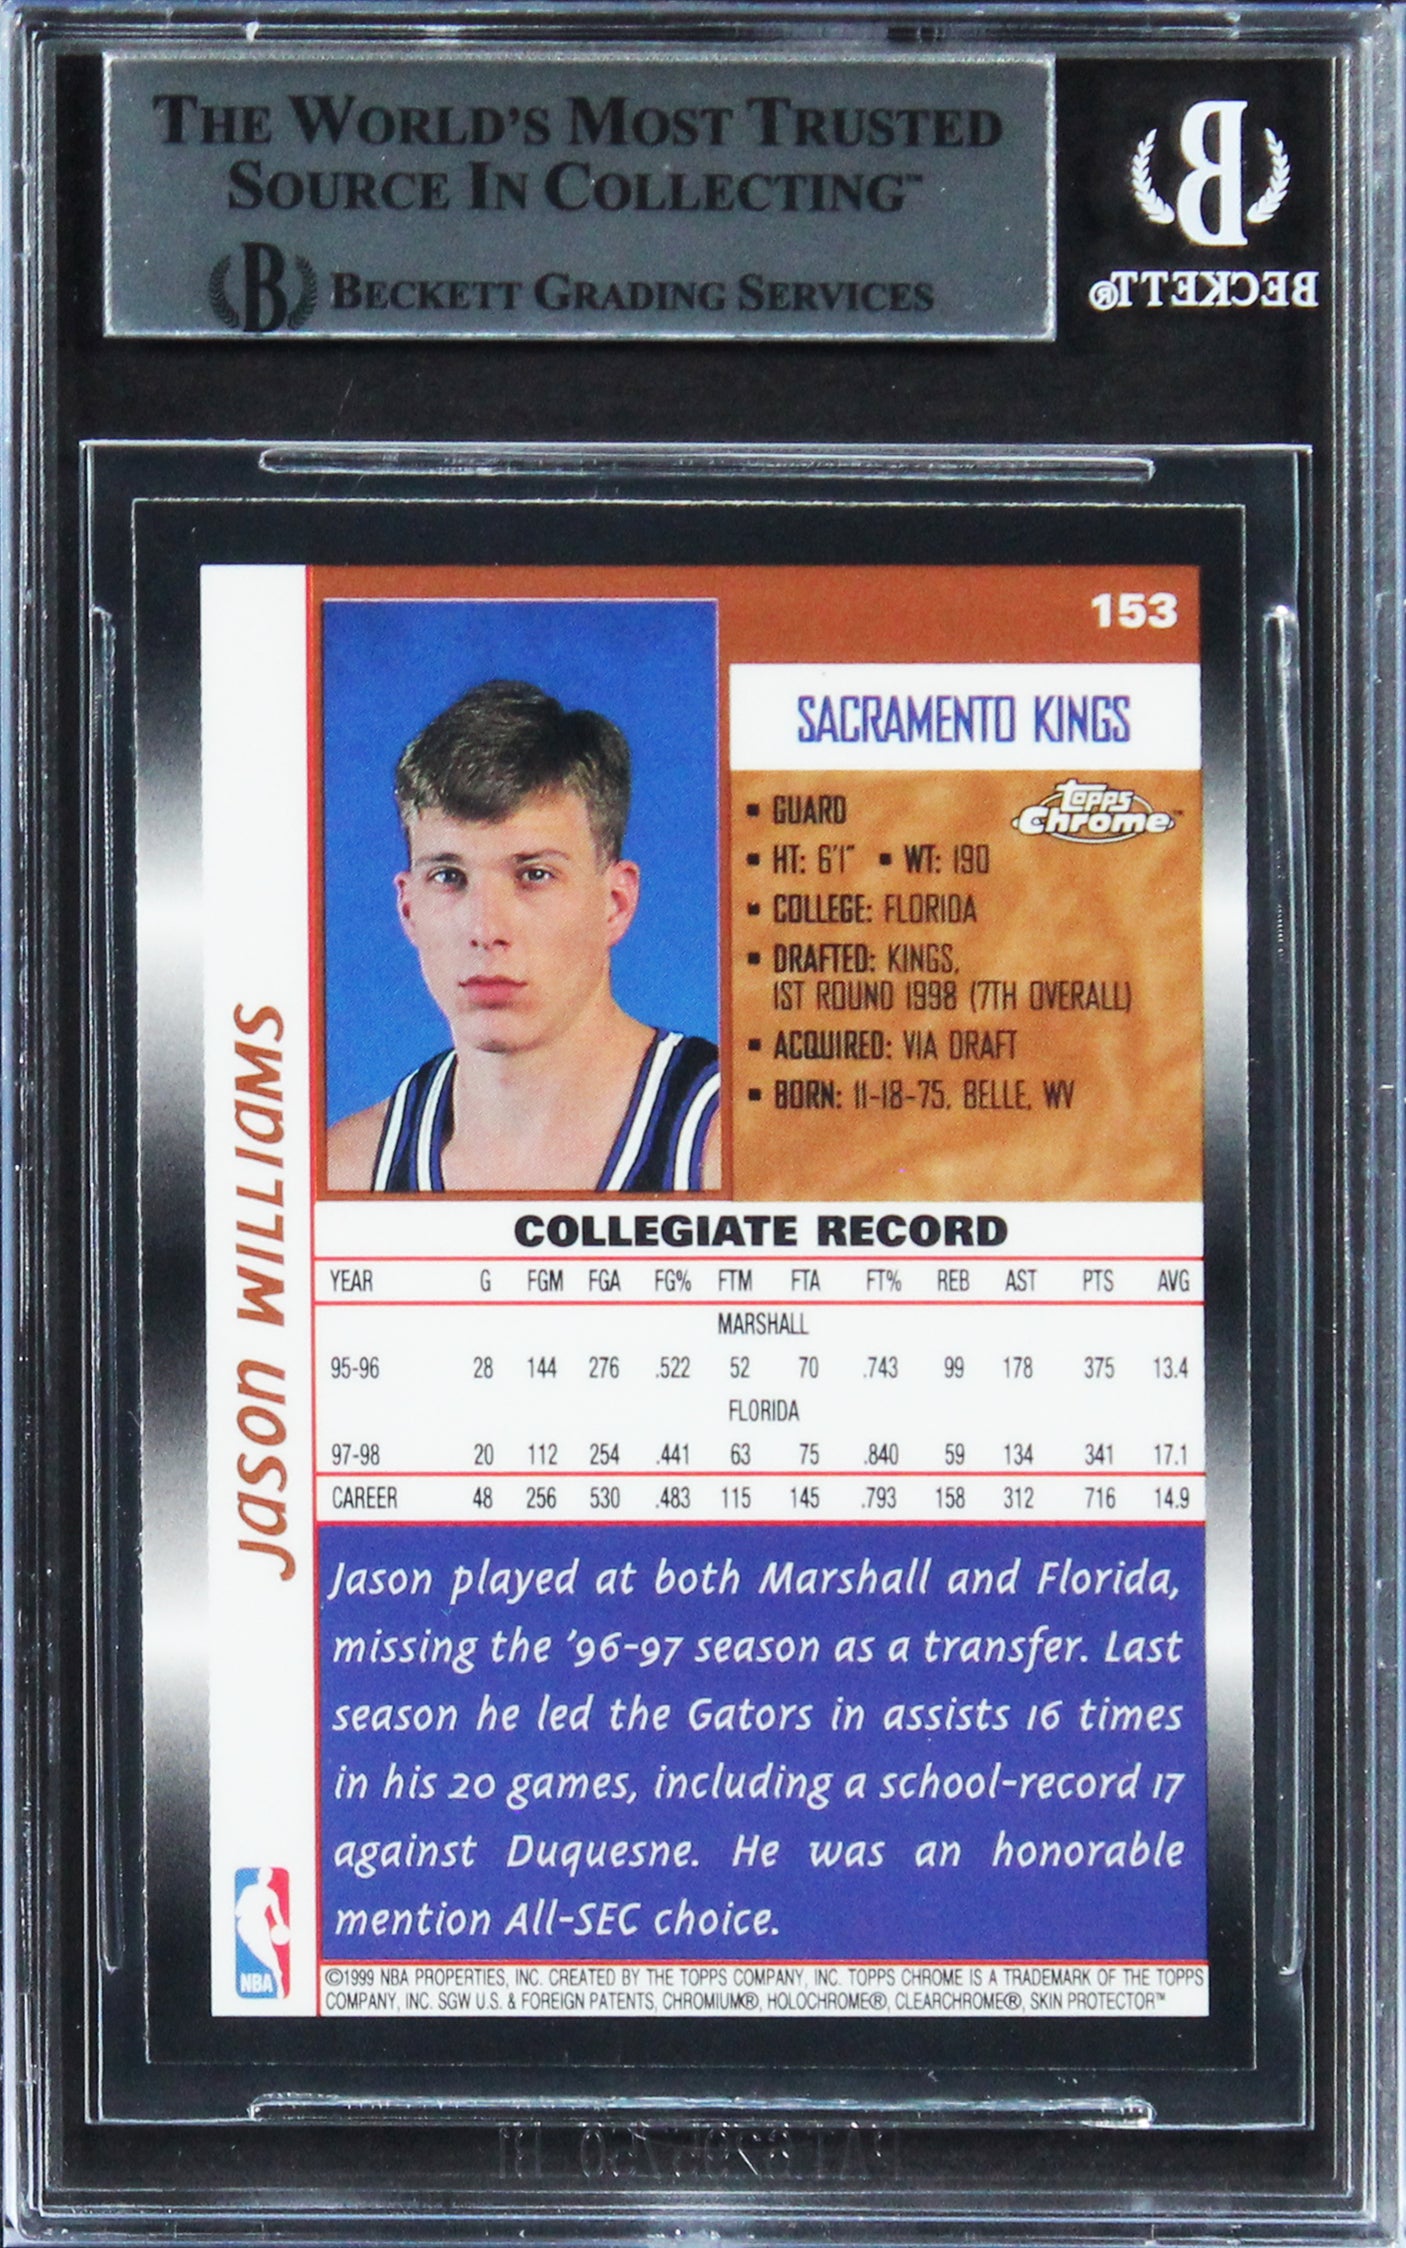 THE WORLD'S MOST TRUSTED
SOURCE IN COLLECTING™
B BECKETT GRADING SERVICES
B
BECKETT®
153
SACRAMENTO KINGS
Topps
Chrome™
▪ GUARD
▪ HT: 6'1" ▪ WT: 190
▪ COLLEGE: FLORIDA
▪ DRAFTED: KINGS,
1ST ROUND 1998 (7TH OVERALL)
▪ ACQUIRED: VIA DRAFT
▪ BORN: 11-18-75, BELLE, WV
Jason Williams
COLLEGIATE RECORD
YEAR G FGM FGA FG% FTM FTA FT% REB AST PTS AVG
MARSHALL
95-96 28 144 276 .522 52 70 .743 99 178 375 13.4
FLORIDA
97-98 20 112 254 .441 63 75 .840 59 134 341 17.1
CAREER 48 256 530 .483 115 145 .793 158 312 716 14.9
Jason played at both Marshall and Florida,
missing the '96-97 season as a transfer. Last
season he led the Gators in assists 16 times
in his 20 games, including a school-record 17
against Duquesne. He was an honorable
mention All-SEC choice.
NBA
©1999 NBA PROPERTIES, INC. CREATED BY THE TOPPS COMPANY, INC. TOPPS CHROME IS A TRADEMARK OF THE TOPPS
COMPANY, INC. SGW U.S. & FOREIGN PATENTS, CHROMIUM®, HOLOCHROME®, CLEARCHROME®, SKIN PROTECTOR™